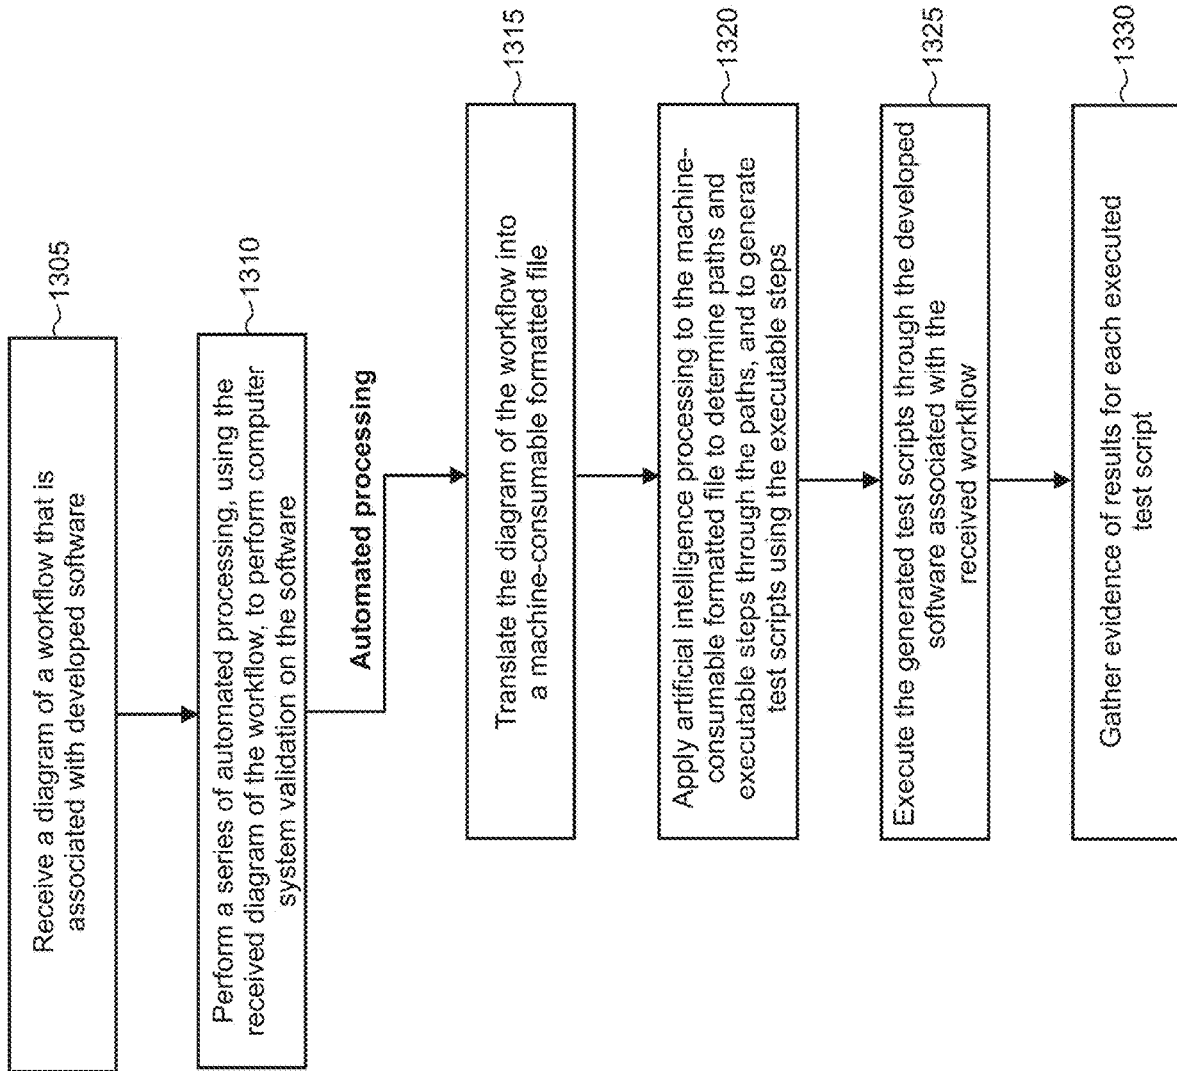 Receive a diagram of a workflow that is
associated with developed software
1305
Perform a series of automated processing, using the
received diagram of the workflow, to perform computer
system validation on the software
1310
Automated processing
Translate the diagram of the workflow into
a machine-consumable formatted file
1315
Apply artificial intelligence processing to the machine-
consumable formatted file to determine paths and
executable steps through the paths, and to generate
test scripts using the executable steps
1320
Execute the generated test scripts through the developed
software associated with the
received workflow
1325
Gather evidence of results for each executed
test script
1330